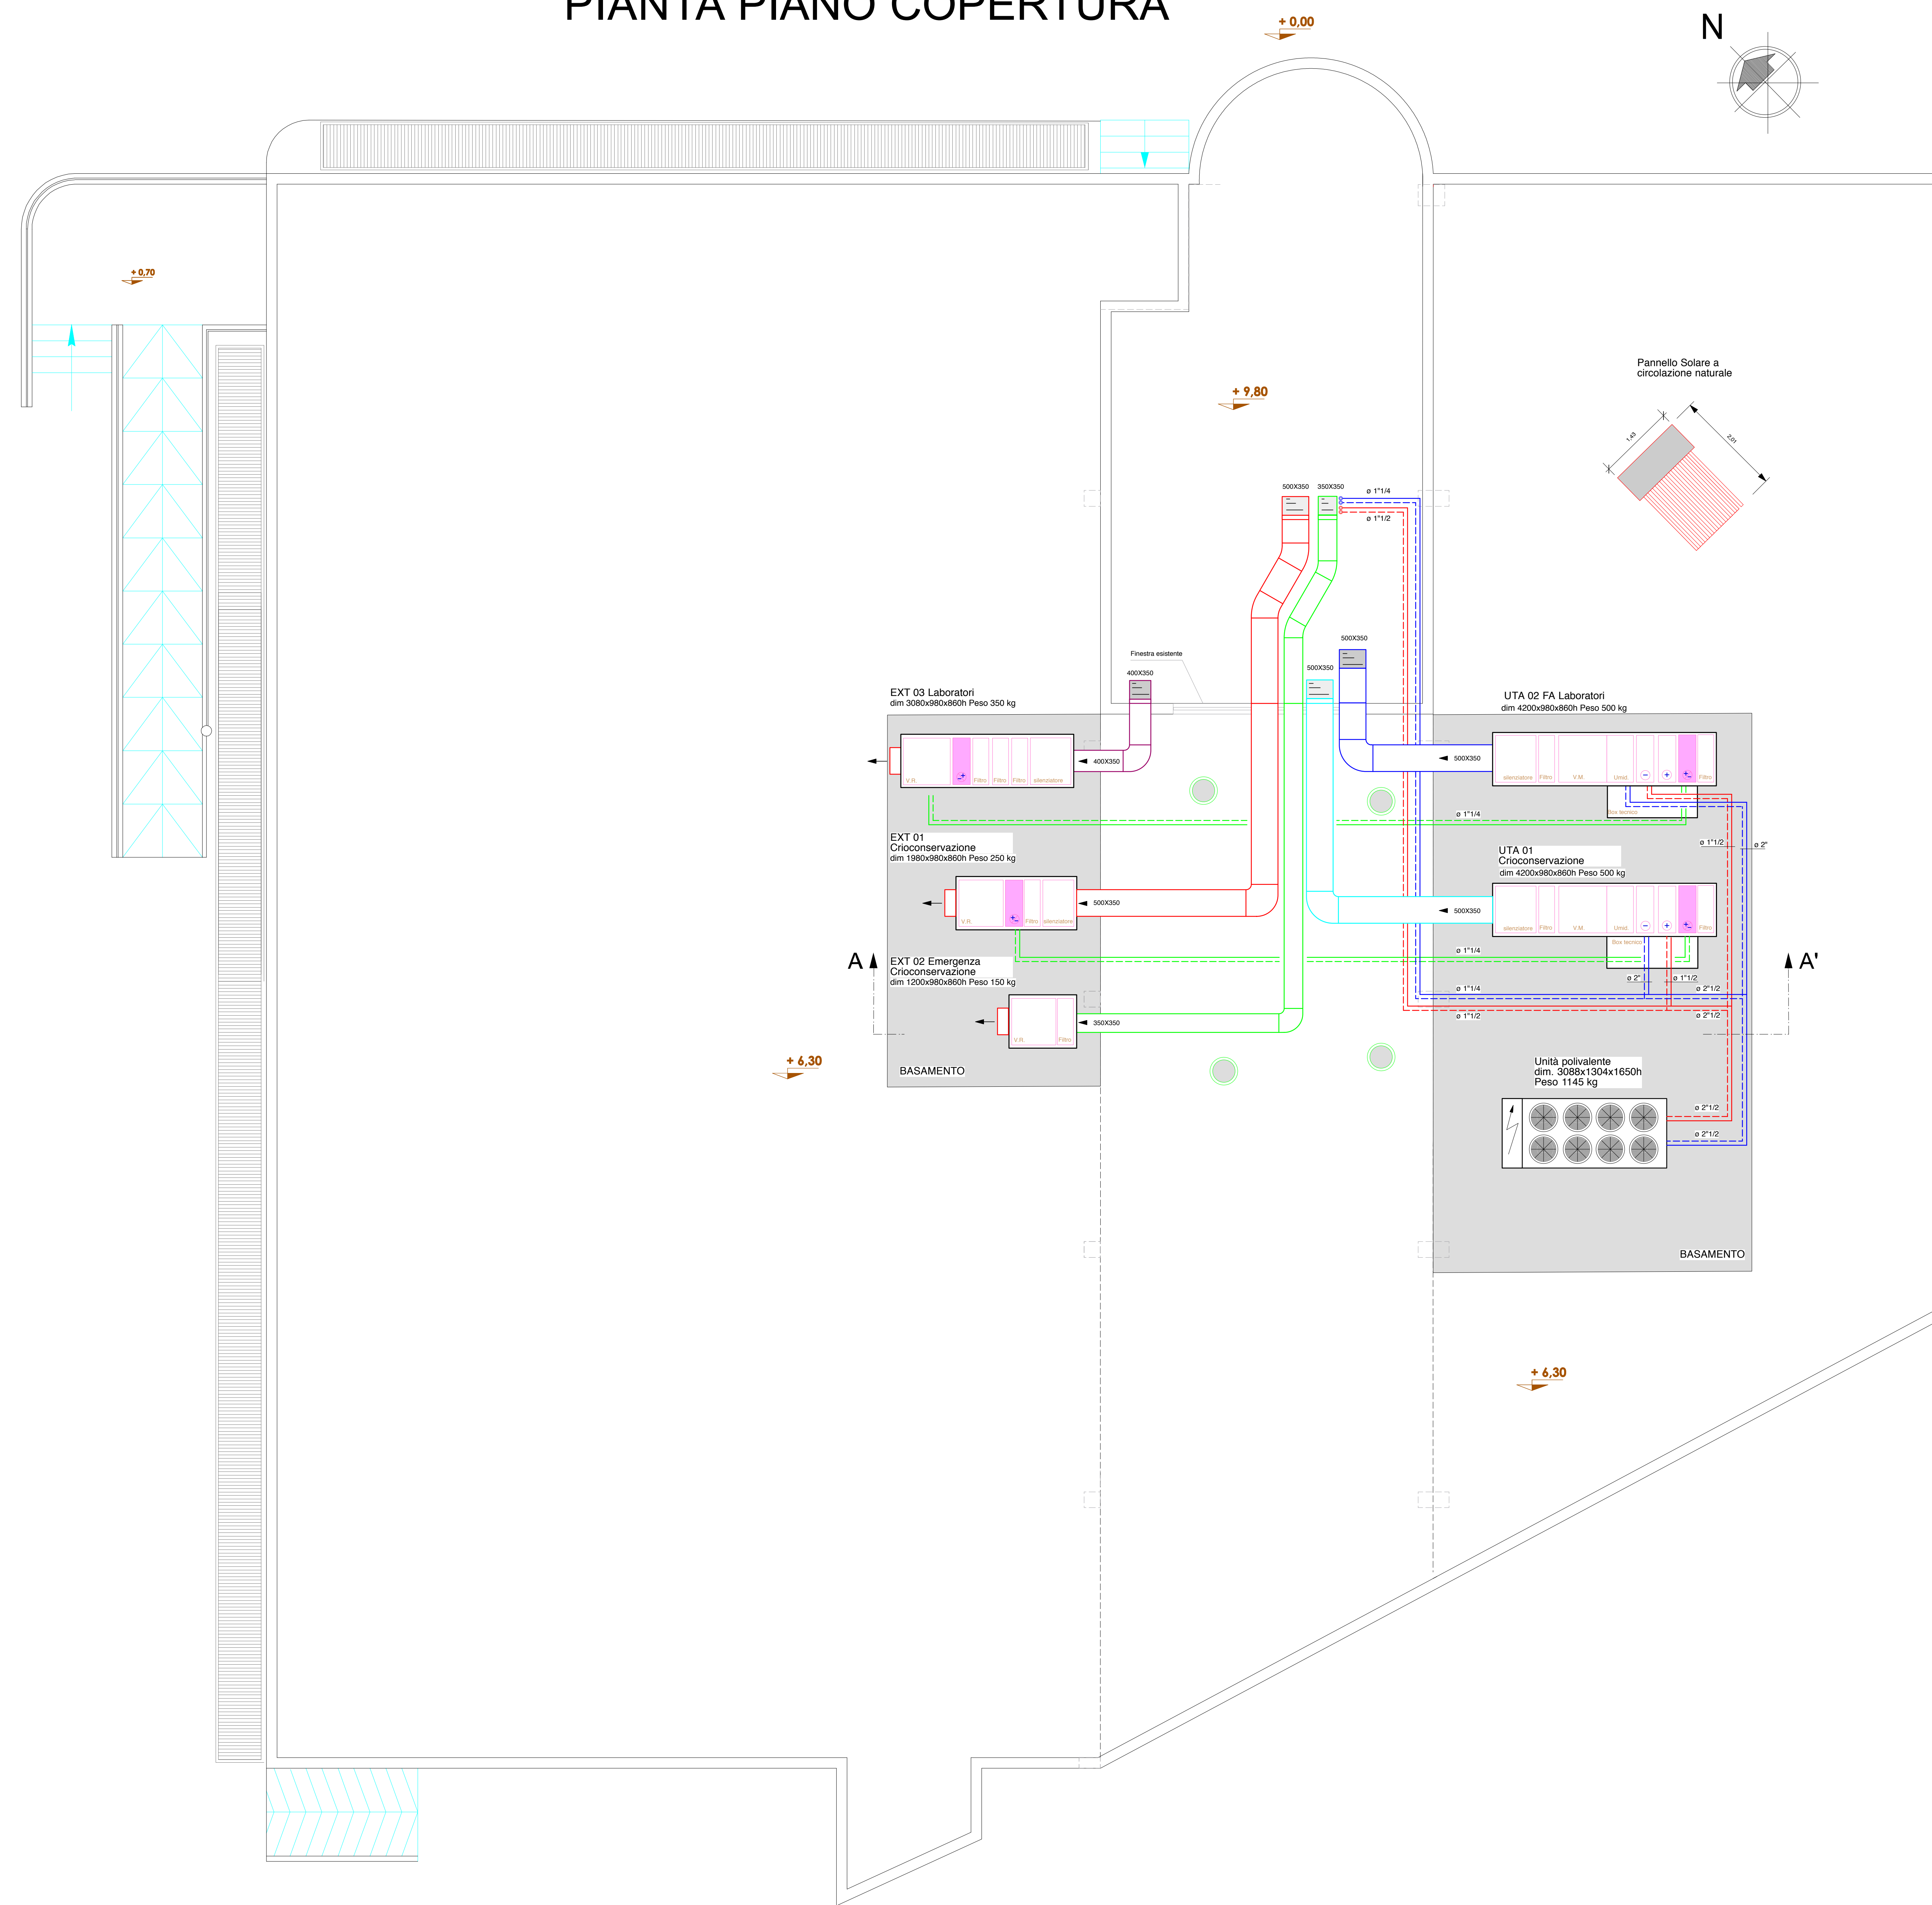 PIANTA PIANO COPERTURA
+ 0,00
N
+ 0,70
Pannello Solare a
circolazione naturale
1,43
2,01
+ 9,80
500X350
350X350
ø 1"1/4
ø 1"1/2
Finestra esistente
400X350
500X350
500X350
EXT 03 Laboratori
dim 3080x980x860h Peso 350 kg
V.R.
Filtro
Filtro
Filtro
silenziatore
400X350
UTA 02 FA Laboratori
dim 4200x980x860h Peso 500 kg
500X350
silenziatore
Filtro
V.M.
Umid.
Filtro
Box tecnico
ø 1"1/4
EXT 01
Crioconservazione
dim 1980x980x860h Peso 250 kg
V.R.
Filtro
silenziatore
500X350
ø 1"1/2
ø 2"
UTA 01
Crioconservazione
dim 4200x980x860h Peso 500 kg
500X350
silenziatore
Filtro
V.M.
Umid.
Filtro
Box tecnico
ø 1"1/4
A
A'
EXT 02 Emergenza
Crioconservazione
dim 1200x980x860h Peso 150 kg
V.R.
Filtro
350X350
ø 2"
ø 1"1/2
ø 1"1/4
ø 2"1/2
ø 1"1/2
ø 2"1/2
+ 6,30
BASAMENTO
Unità polivalente
dim. 3088x1304x1650h
Peso 1145 kg
ø 2"1/2
ø 2"1/2
BASAMENTO
+ 6,30